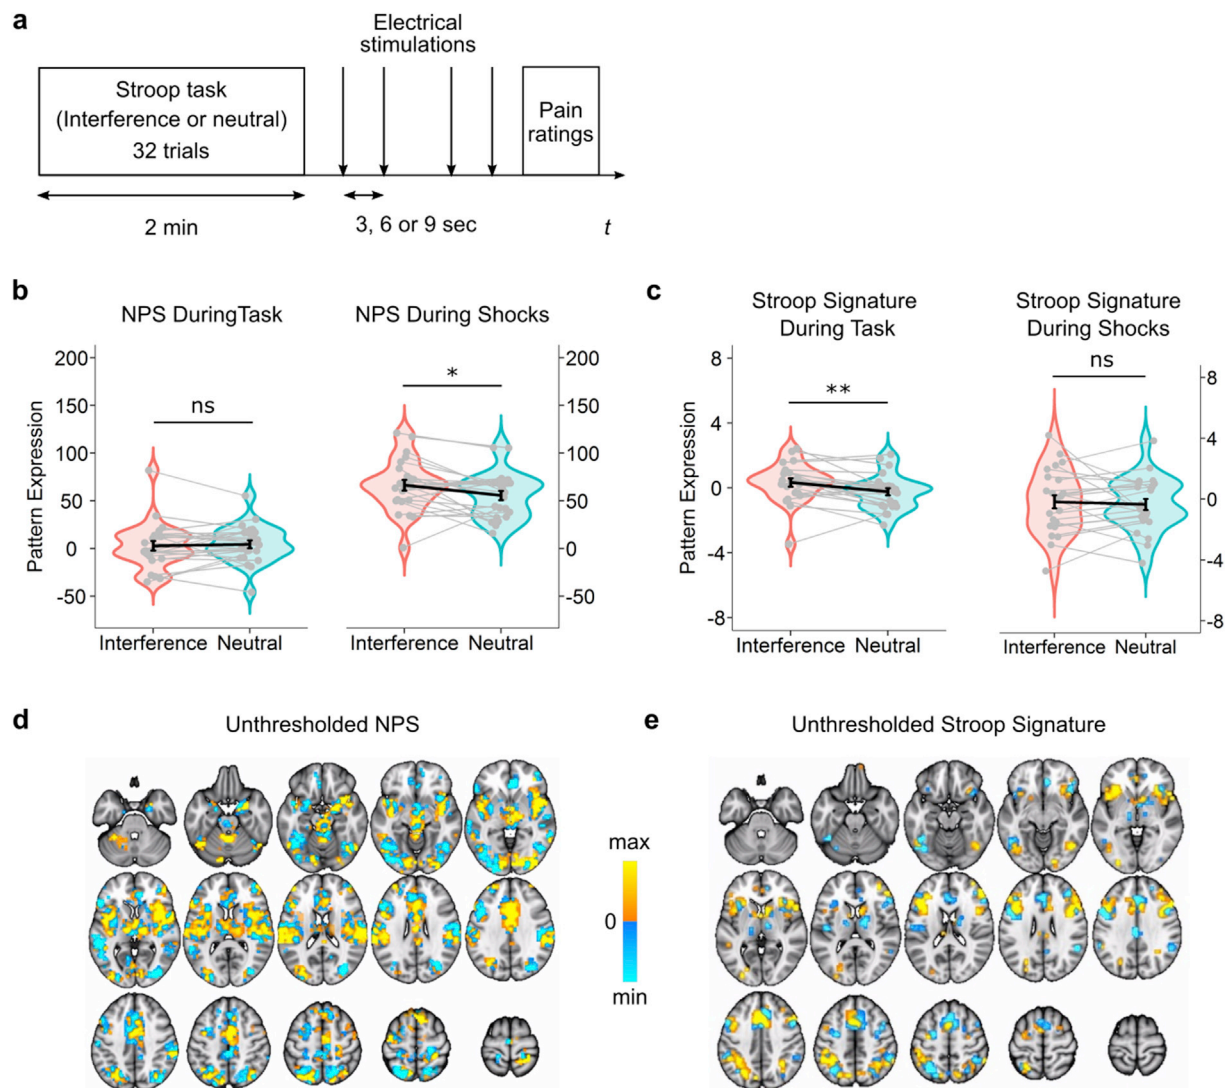 a
Electrical
stimulations
Stroop task
(Interference or neutral)
32 trials
Pain
ratings
2 min
3, 6 or 9 sec
t
b
NPS DuringTask
NPS During Shocks
Pattern Expression
200
150
100
50
0
-50
ns
*
200
150
100
50
0
-50
Interference
Neutral
Interference
Neutral
c
Stroop Signature
During Task
Stroop Signature
During Shocks
Pattern Expression
8
4
0
-4
-8
**
ns
8
4
0
-4
-8
Interference
Neutral
Interference
Neutral
d
Unthresholded NPS
max
0
min
e
Unthresholded Stroop Signature